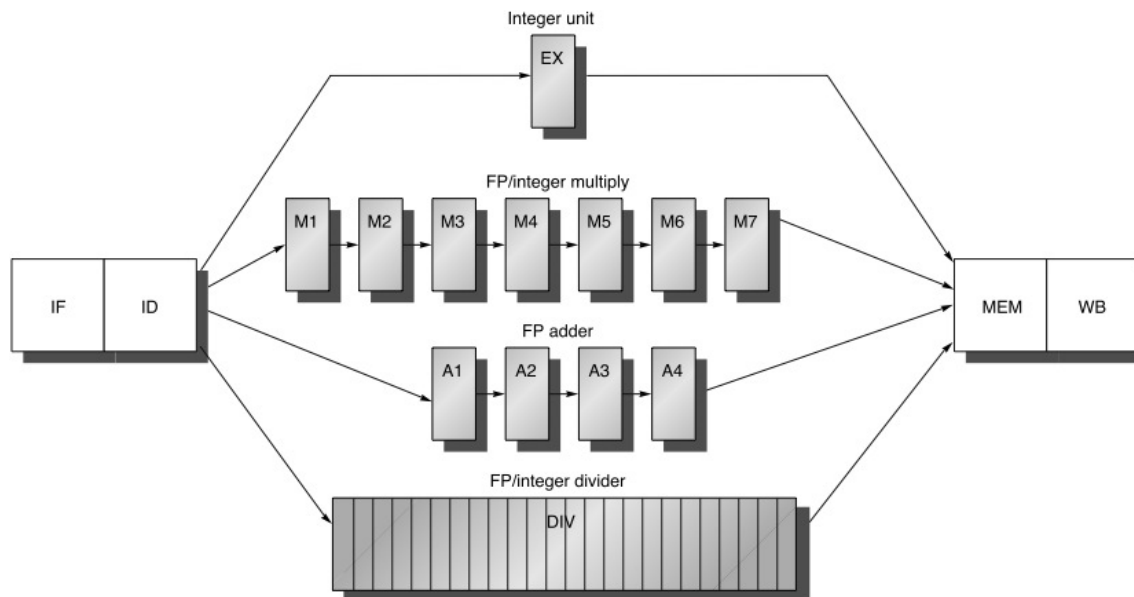 Integer unit
EX
FP/integer multiply
M1 M2 M3 M4 M5 M6 M7
IF ID MEM WB
FP adder
A1 A2 A3 A4
FP/integer divider
DIV